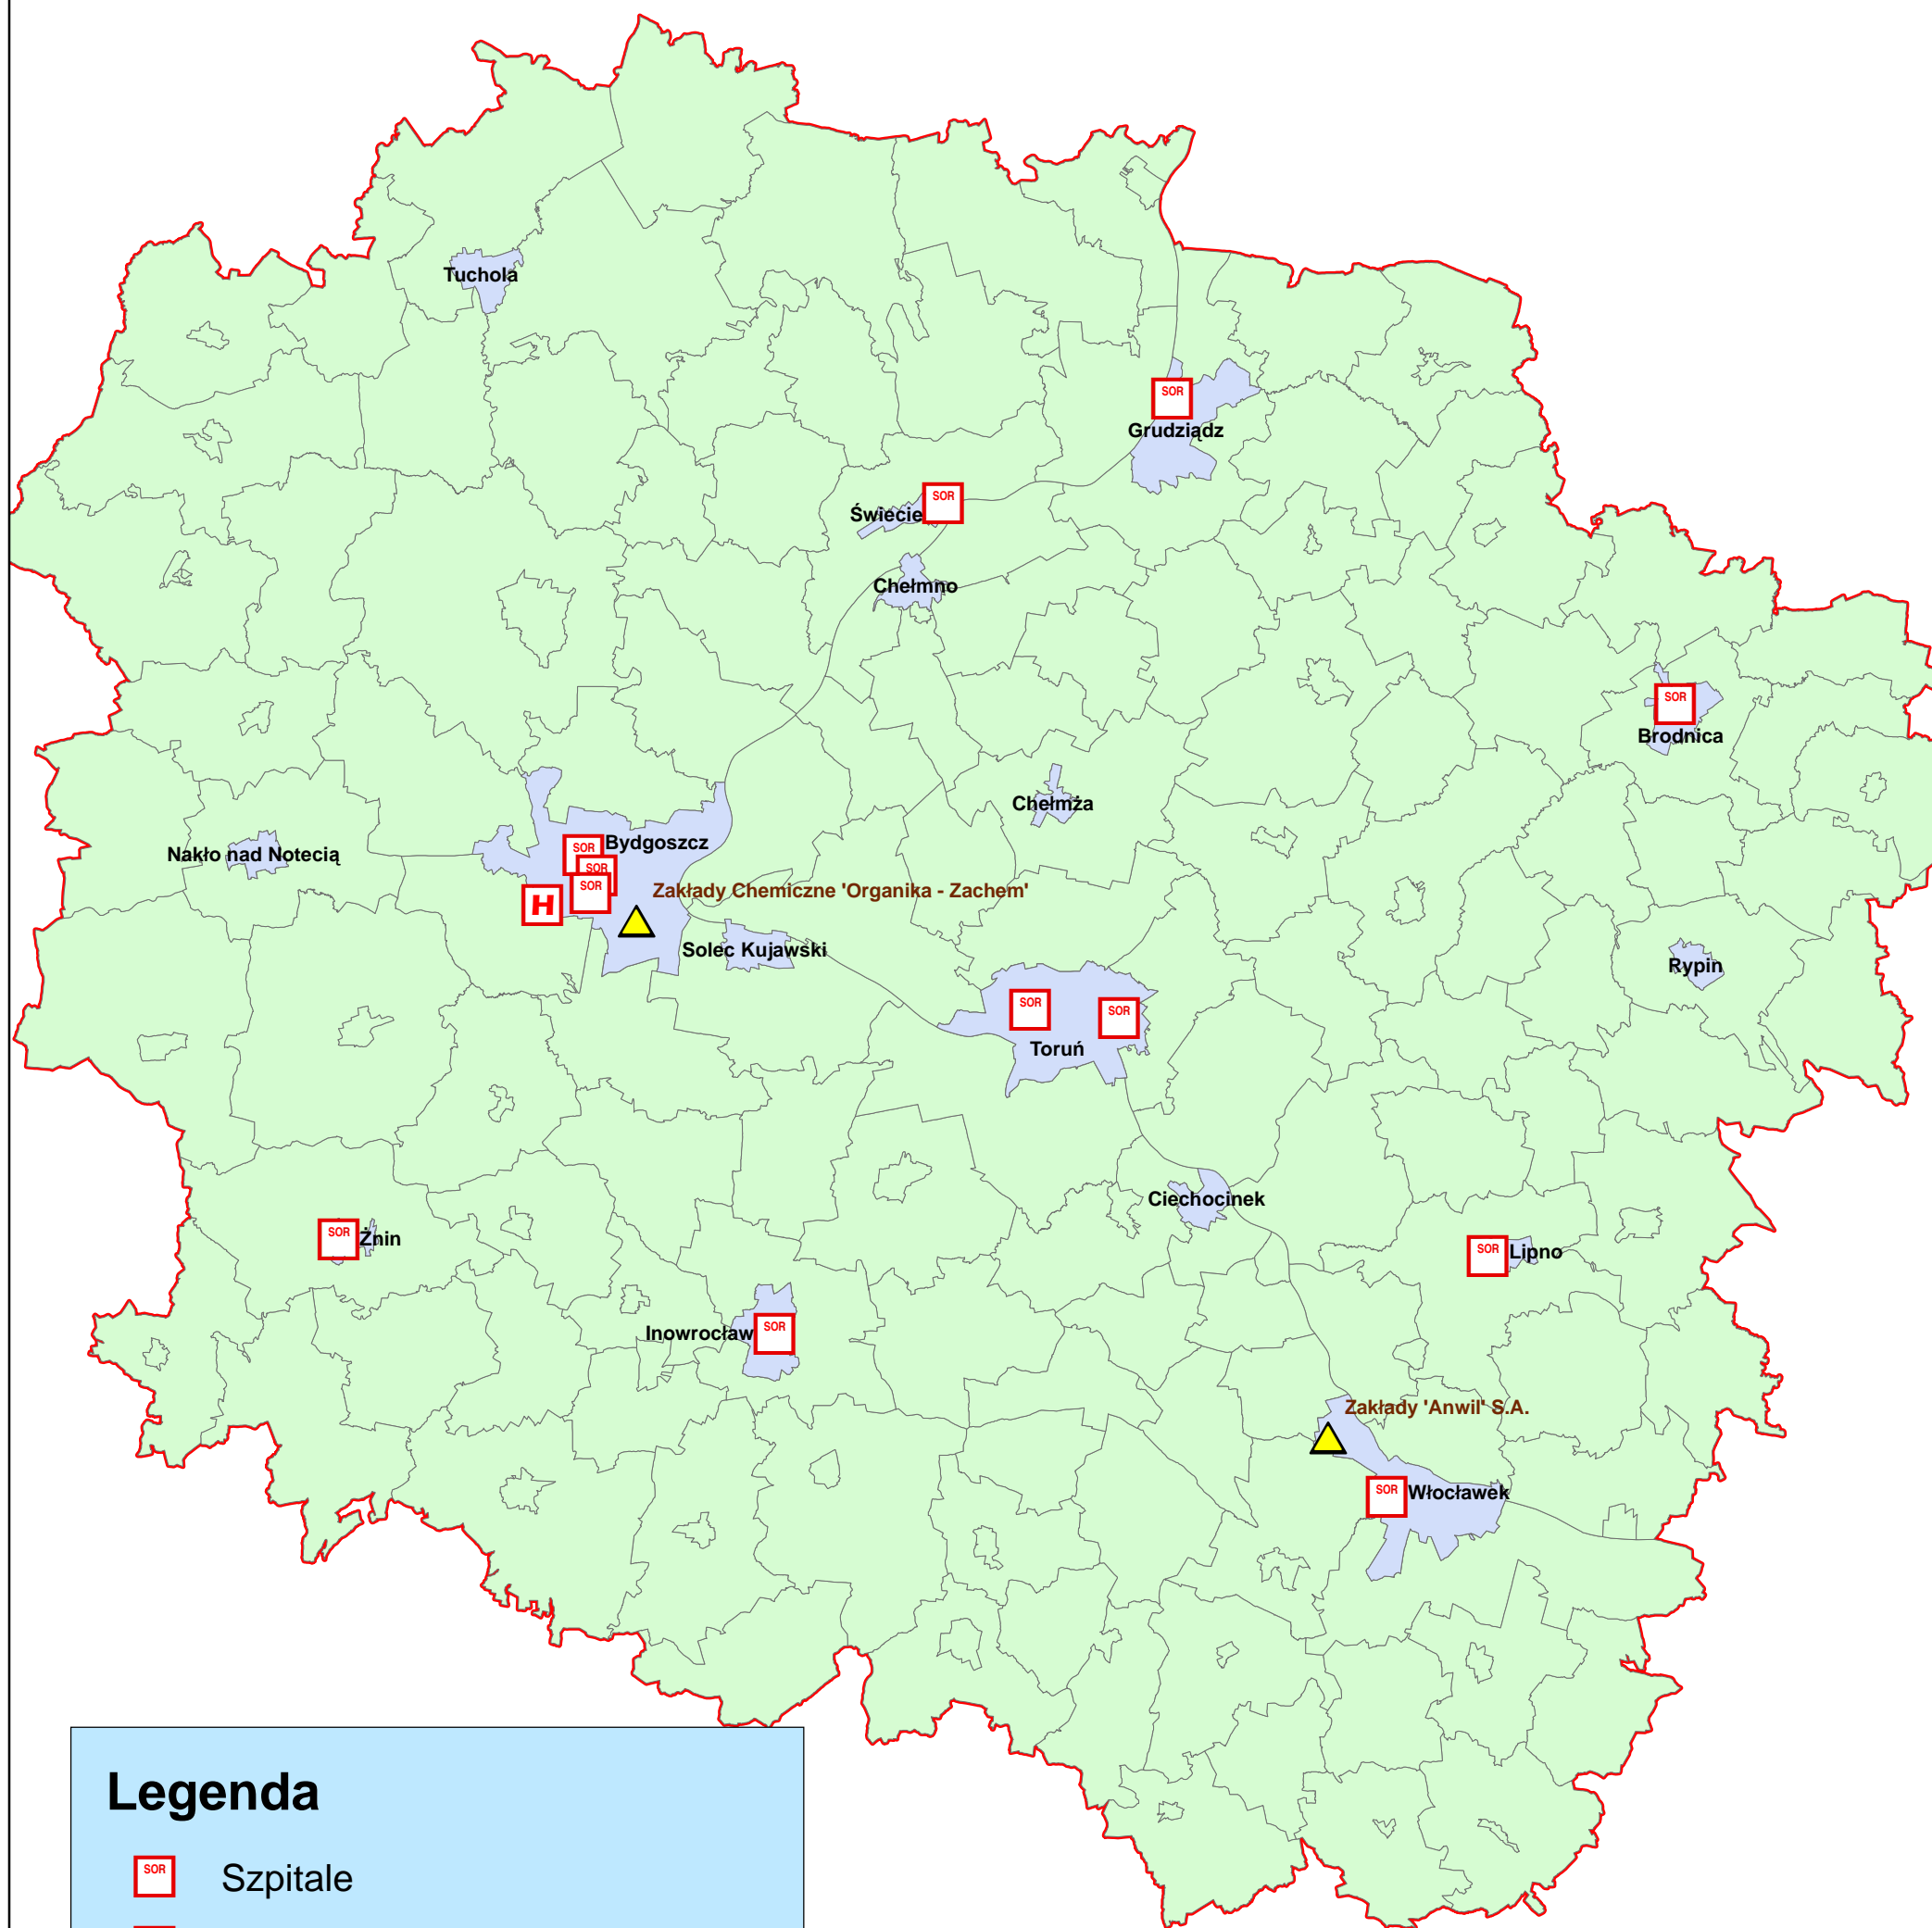 Tuchola
SOR
Grudziądz
SOR
Świecie
Chełmno
SOR
Brodnica
Chełmża
Bydgoszcz
SOR
Nakło nad Notecią
SOR
SOR
Zakłady Chemiczne 'Organika - Zachem'
H
Solec Kujawski
Rypin
SOR
SOR
Toruń
Ciechocinek
SOR
Żnin
SOR
Lipno
Inowrocław
SOR
Zakłady 'Anwil' S.A.
SOR
Włocławek
Legenda
SOR
Szpitale